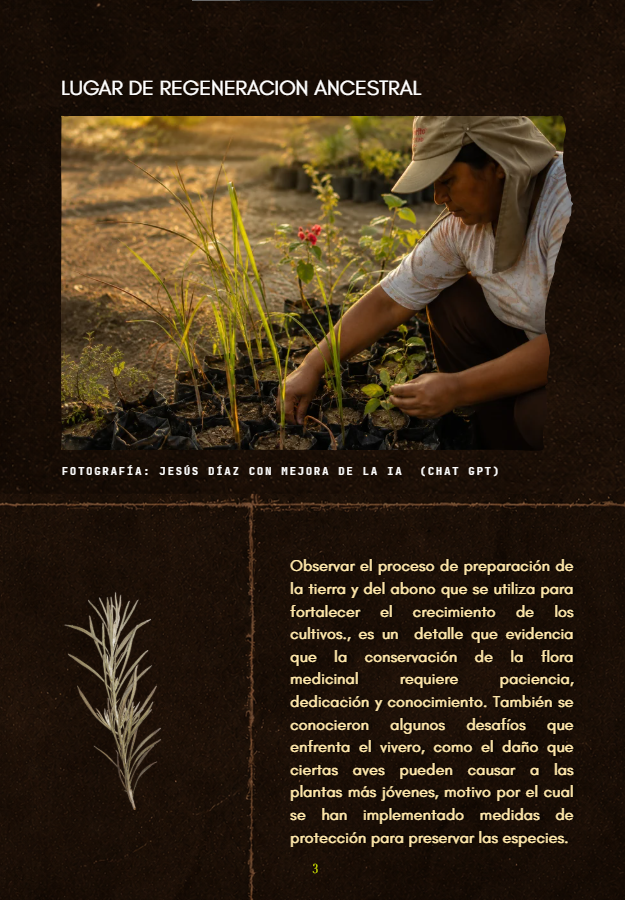 LUGAR DE REGENERACION ANCESTRAL
FOTOGRAFÍA: JESÚS DÍAZ CON MEJORA DE LA IA (CHAT GPT)
Observar el proceso de preparación de
la tierra y del abono que se utiliza para
fortalecer el crecimiento de los
cultivos., es un detalle que evidencia
que la conservación de la flora
medicinal requiere paciencia,
dedicación y conocimiento. También se
conocieron algunos desafíos que
enfrenta el vivero, como el daño que
ciertas aves pueden causar a las
plantas más jóvenes, motivo por el cual
se han implementado medidas de
protección para preservar las especies.
3